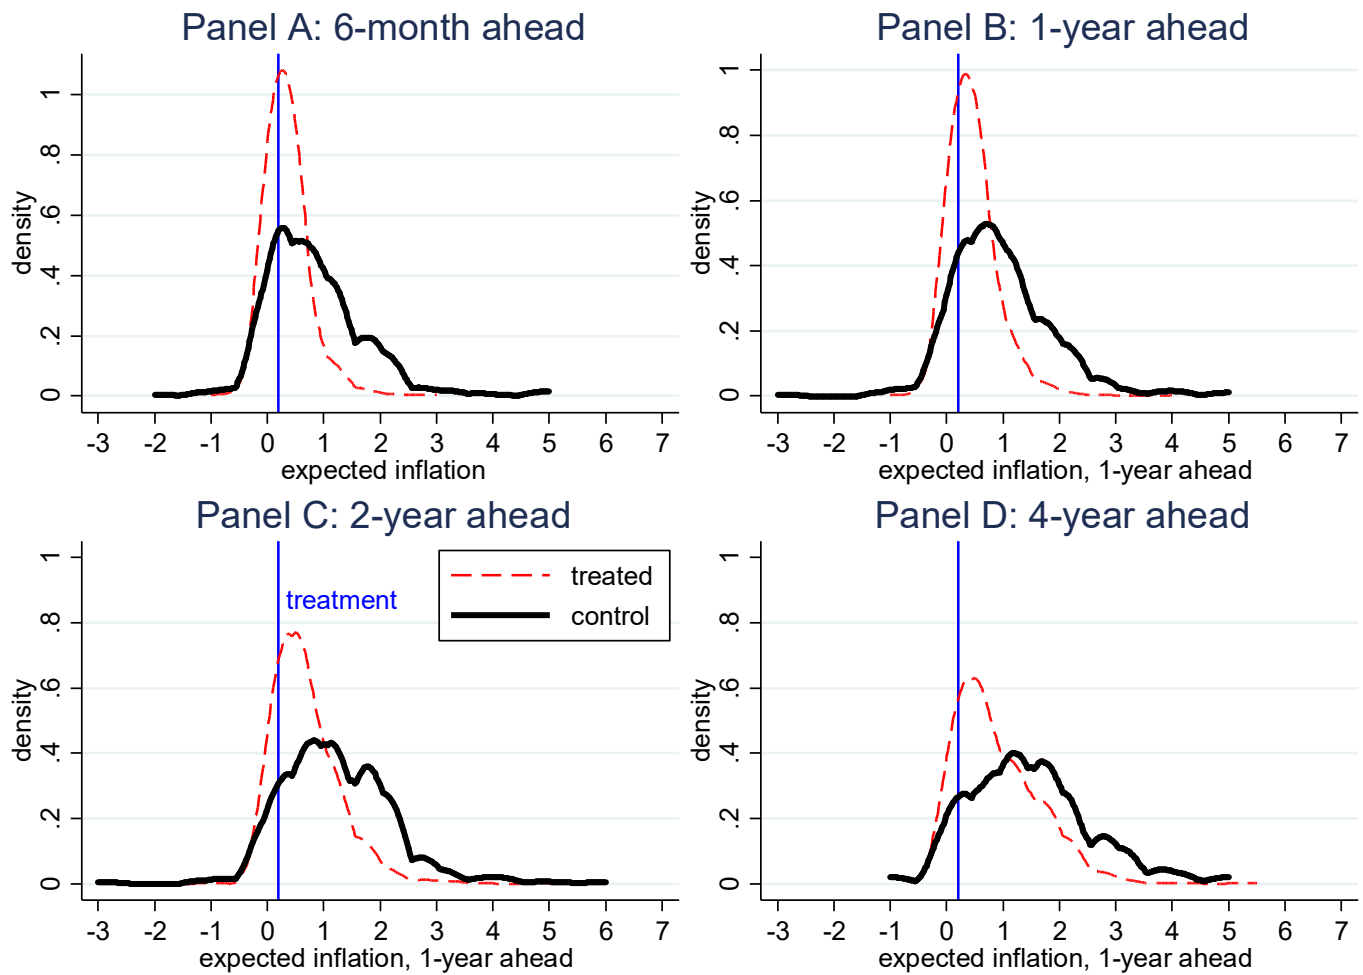 Panel A: 6-month ahead
density
0 .2 .4 .6 .8 1
-3 -2 -1 0 1 2 3 4 5 6 7
expected inflation
Panel B: 1-year ahead
density
0 .2 .4 .6 .8 1
-3 -2 -1 0 1 2 3 4 5 6 7
expected inflation, 1-year ahead
Panel C: 2-year ahead
density
0 .2 .4 .6 .8 1
treatment
treated
control
-3 -2 -1 0 1 2 3 4 5 6 7
expected inflation, 1-year ahead
Panel D: 4-year ahead
density
0 .2 .4 .6 .8 1
-3 -2 -1 0 1 2 3 4 5 6 7
expected inflation, 1-year ahead